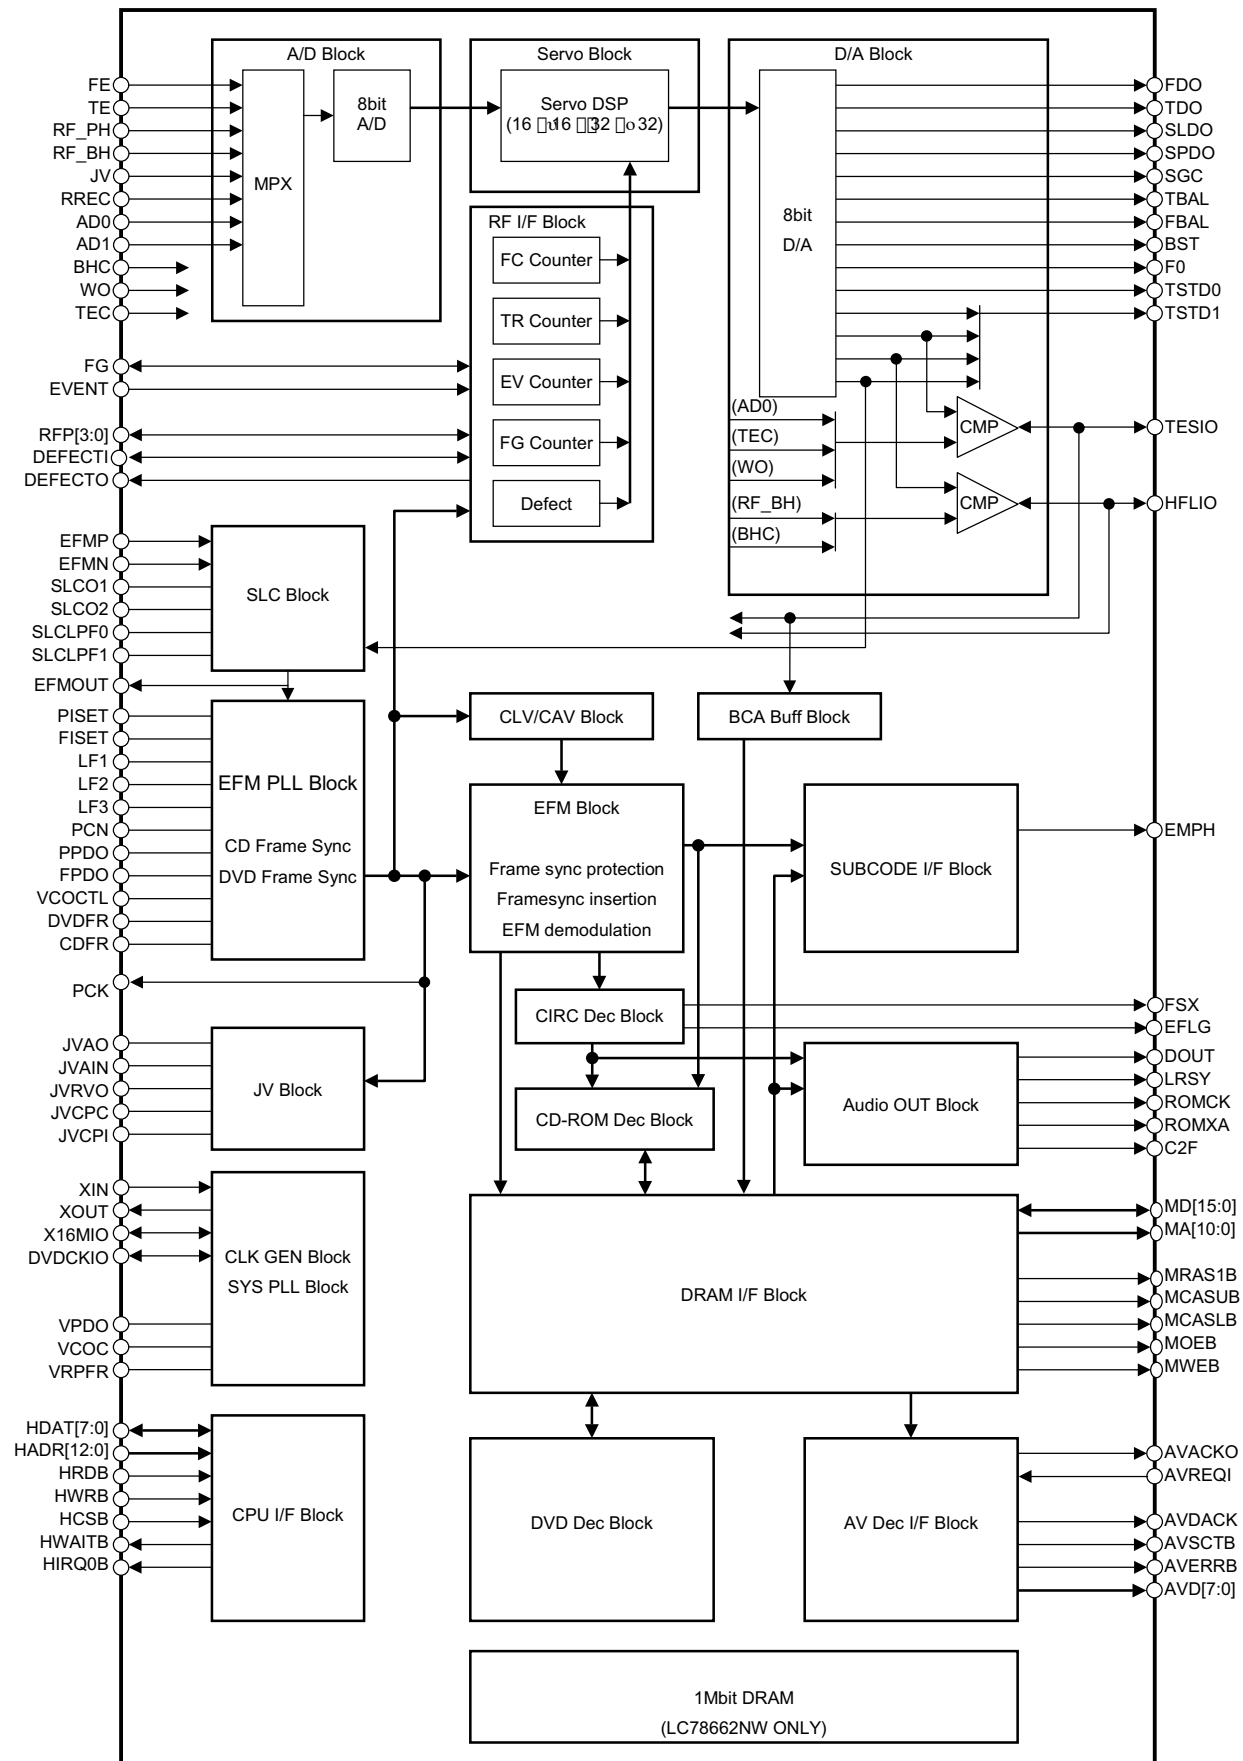 A/D Block
Servo Block
D/A Block
FE
TE
RF_PH
RF_BH
JV
RREC
AD0
AD1
BHC
WO
TEC
MPX
8bit
A/D
Servo DSP
8bit
D/A
FDO
TDO
SLDO
SPDO
SGC
TBAL
FBAL
BST
F0
TSTD0
TSTD1
RF I/F Block
FC Counter
TR Counter
EV Counter
FG Counter
Defect
FG
EVENT
RFP[3:0]
DEFECTI
DEFECTO
(AD0)
(TEC)
(WO)
(RF_BH)
(BHC)
CMP
CMP
TESIO
HFLIO
EFMP
EFMN
SLCO1
SLCO2
SLCLPF0
SLCLPF1
SLC Block
EFMOUT
PISET
FISET
LF1
LF2
LF3
PCN
PPDO
FPDO
VCOCTL
DVDFR
CDFR
EFM PLL Block
CD Frame Sync
DVD Frame Sync
CLV/CAV Block
BCA Buff Block
EFM Block
Frame sync protection
Framesync insertion
EFM demodulation
SUBCODE I/F Block
EMPH
PCK
CIRC Dec Block
FSX
EFLG
JVAO
JVAIN
JVRVO
JVCPC
JVCPI
JV Block
CD-ROM Dec Block
Audio OUT Block
DOUT
LRSY
ROMCK
ROMXA
C2F
XIN
XOUT
X16MIO
DVDCKIO
VPDO
VCOC
VRPFR
CLK GEN Block
SYS PLL Block
DRAM I/F Block
MD[15:0]
MA[10:0]
MRAS1B
MCASUB
MCASLB
MOEB
MWEB
HDAT[7:0]
HADR[12:0]
HRDB
HWRB
HCSB
HWAITB
HIRQ0B
CPU I/F Block
DVD Dec Block
AV Dec I/F Block
AVACKO
AVREQI
AVDACK
AVSCTB
AVERRB
AVD[7:0]
1Mbit DRAM
(LC78662NW ONLY)